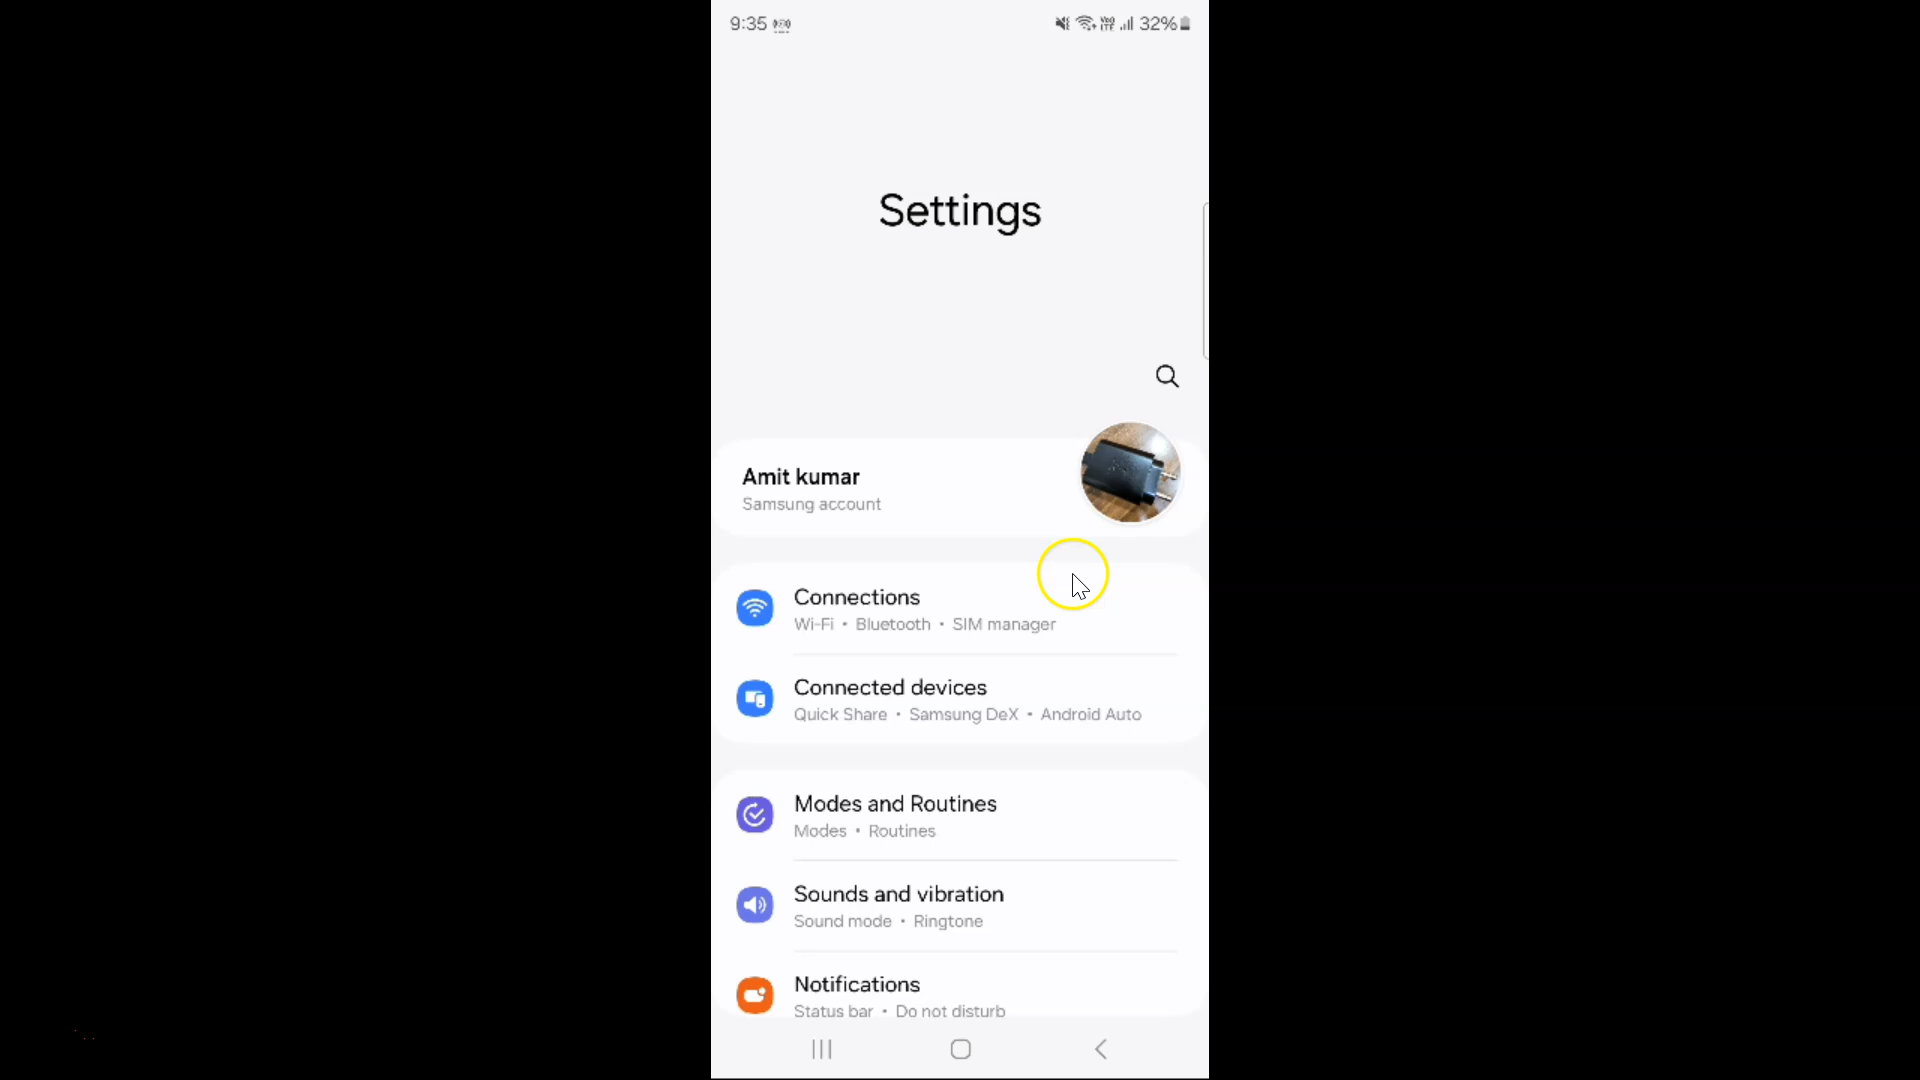 9:35
32%
Settings
Amit kumar
Samsung account
Connections
Wi-Fi • Bluetooth • SIM manager
Connected devices
Quick Share • Samsung DeX • Android Auto
Modes and Routines
Modes • Routines
Sounds and vibration
Sound mode • Ringtone
Notifications
Status bar • Do not disturb